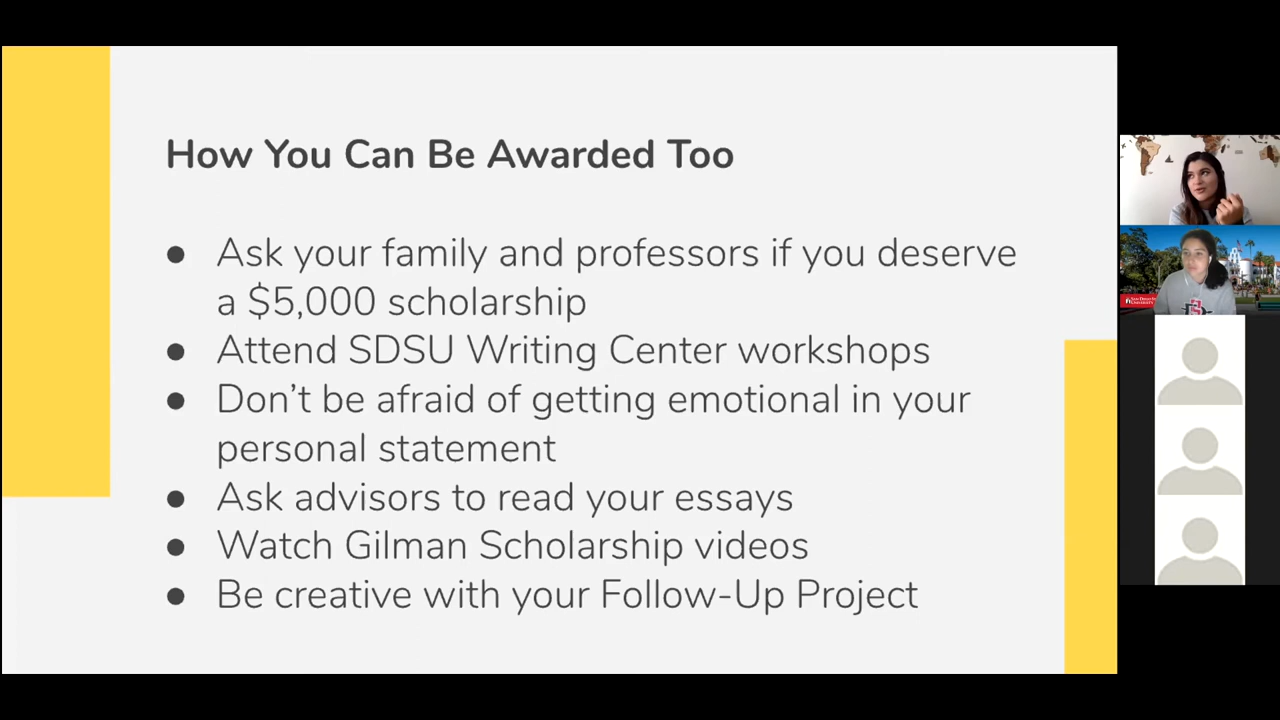 How You Can Be Awarded Too
● Ask your family and professors if you deserve
a $5,000 scholarship
● Attend SDSU Writing Center workshops
● Don't be afraid of getting emotional in your
personal statement
● Ask advisors to read your essays
● Watch Gilman Scholarship videos
● Be creative with your Follow-Up Project